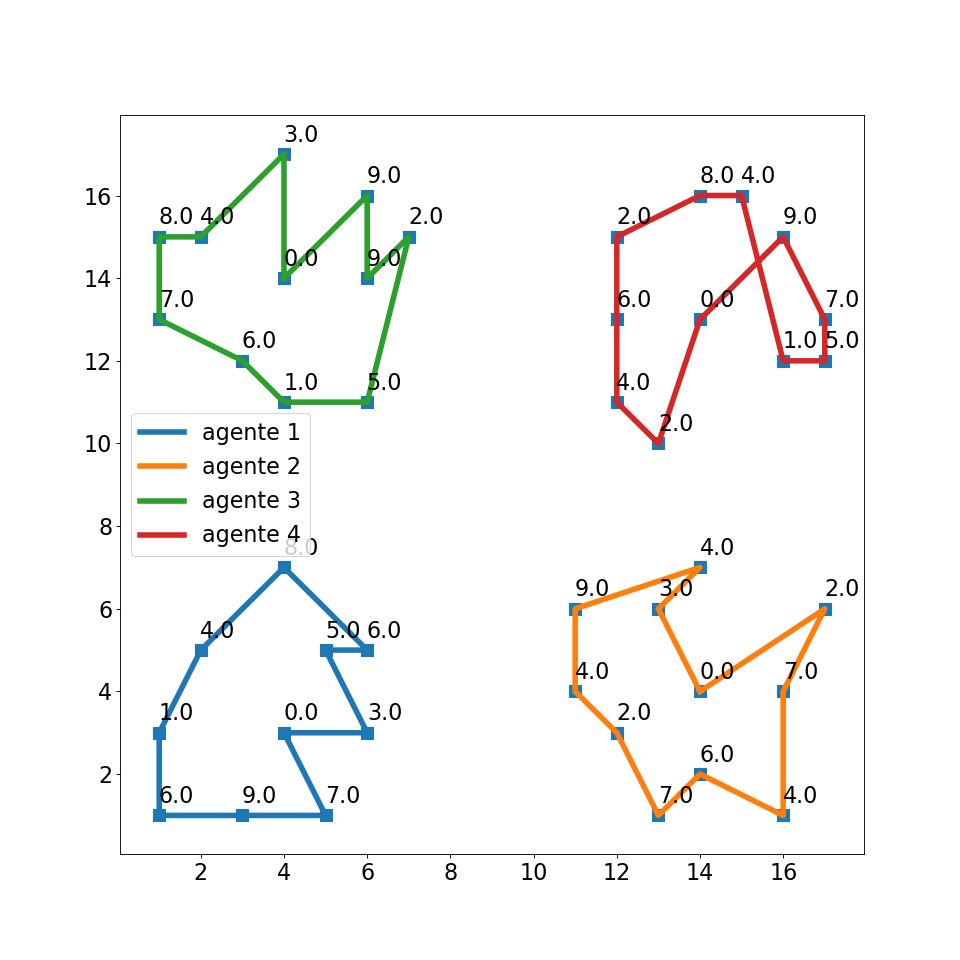 3.0
9.0
8.0 4.0
8.0 4.0 2.0
2.0 9.0
0.0 9.0
7.0 6.0 0.0 7.0
6.0 1.0 5.0
1.0 5.0 4.0
2.0
agente 1
agente 2
agente 3
agente 4
8.0 4.0
9.0 3.0 2.0
4.0 5.0 6.0
4.0 0.0 7.0
1.0 0.0 3.0 2.0
6.0
6.0 9.0 7.0 7.0 4.0
16
14
12
10
8
6
4
2
2 4 6 8 10 12 14 16